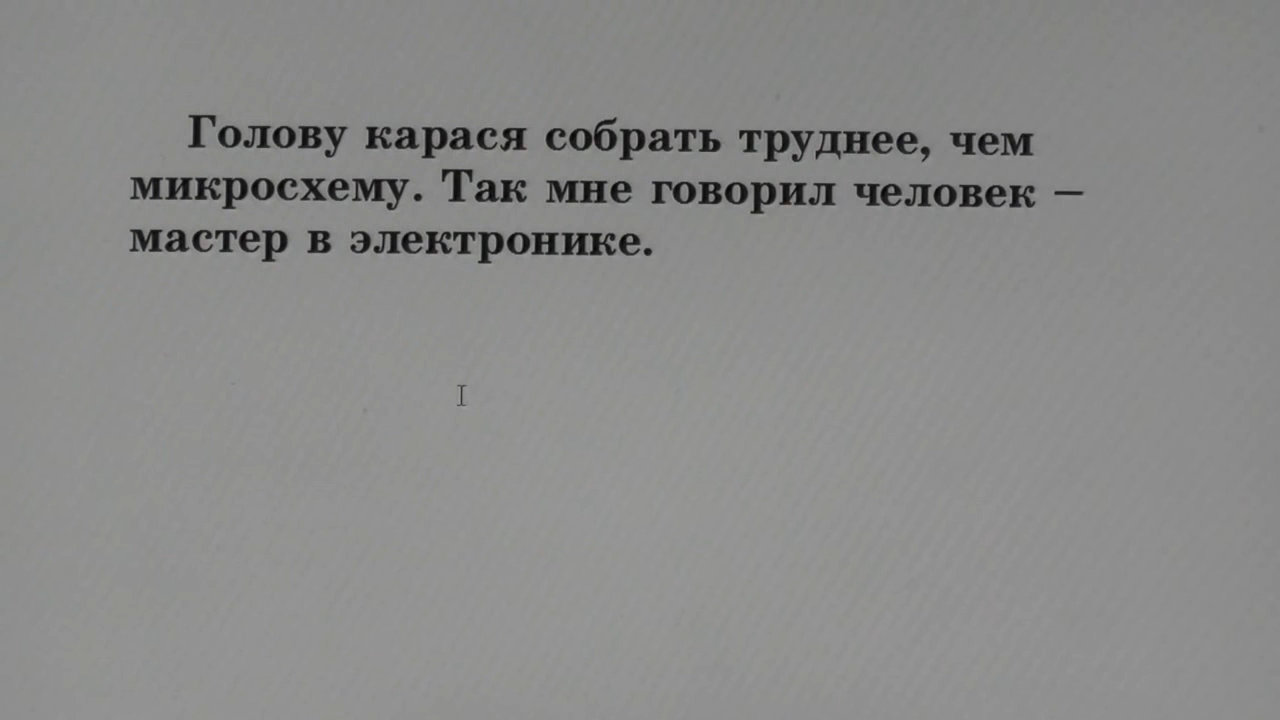 Голову карася собрать труднее, чем
микросхему. Так мне говорил человек –
мастер в электронике.